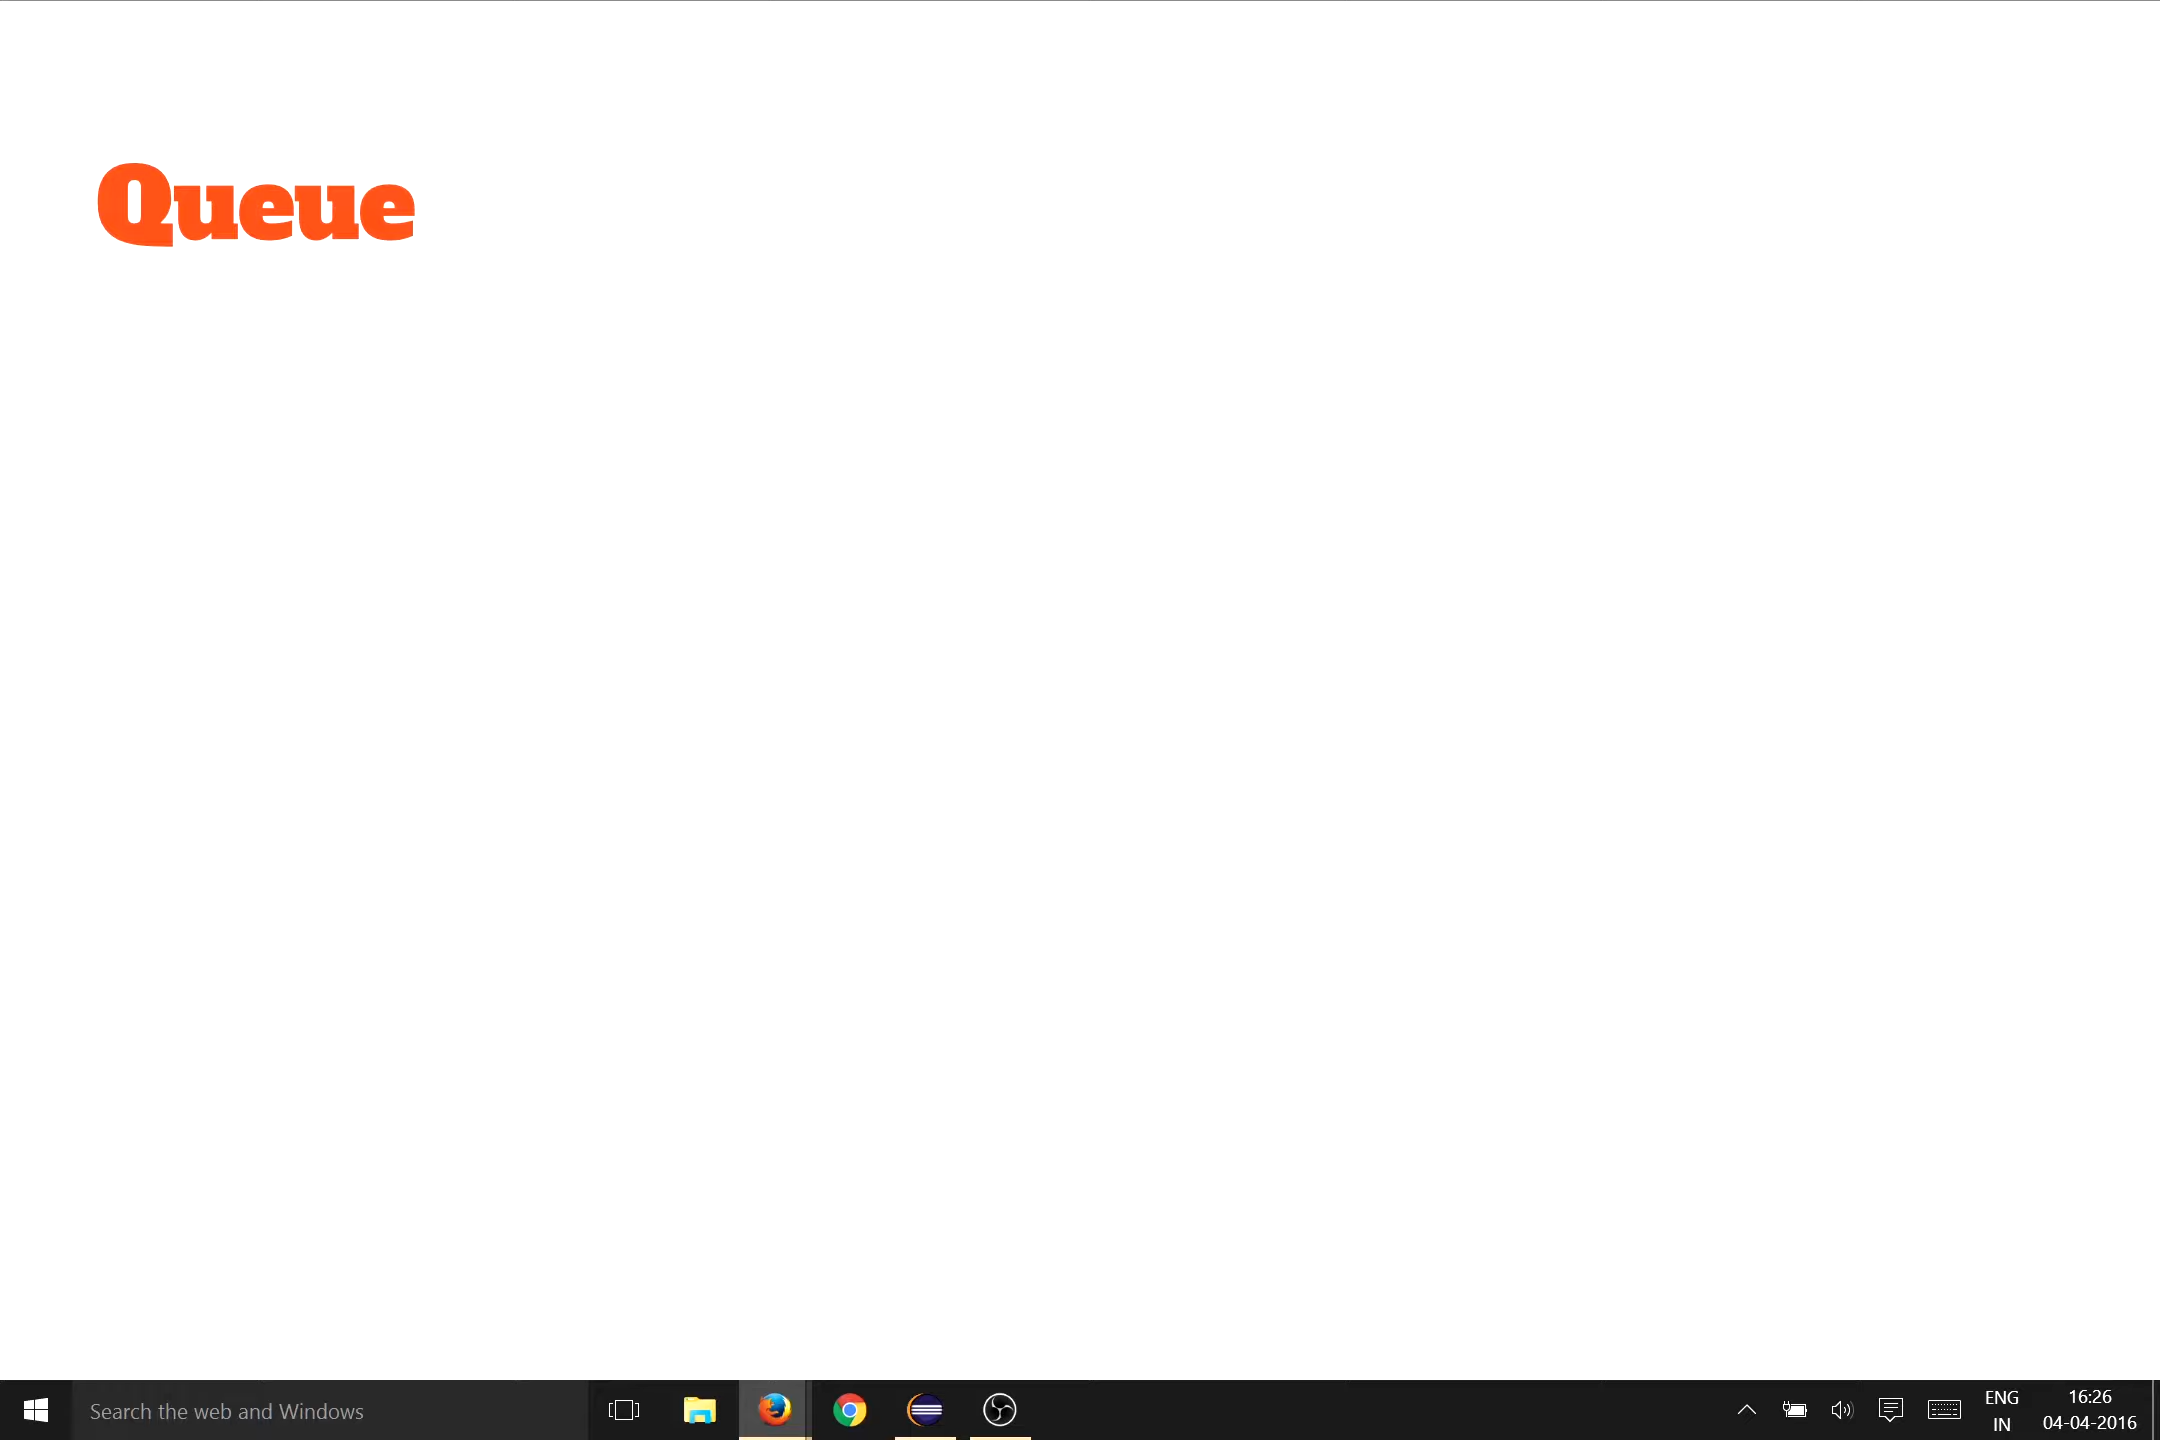 Queue
Search the web and Windows
ENG
IN
16:26
04-04-2016